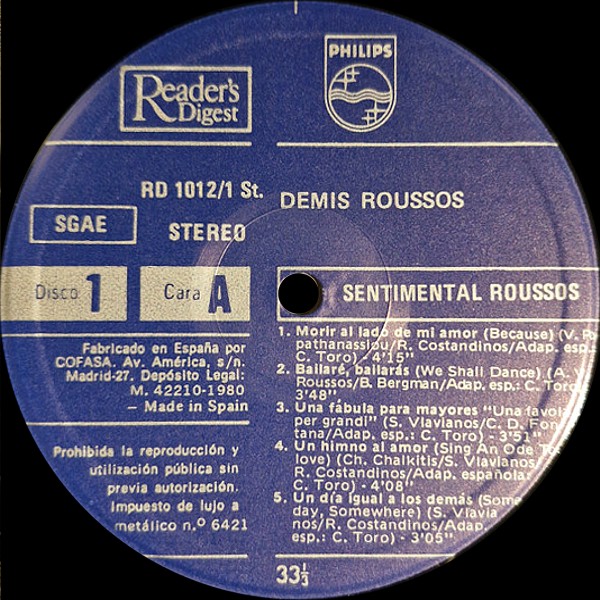 Reader's
Digest
PHILIPS
RD 1012/1 St.
DEMIS ROUSSOS
SGAE
STEREO
Disco 1
Cara A
SENTIMENTAL ROUSSOS
Fabricado en España por
COFASA. Av. América, s/n.
Madrid-27. Depósito Legal:
M. 42210-1980
– Made in Spain
Prohibida la reproducción y
utilización pública sin
previa autorización.
Impuesto de lujo a
metálico n.º 6421
1. Morir al lado de mi amor (Because) (V. P
pathanassiou/R. Costandinos/Adap. esp.:
C. Toro) - 4'15"
2. Bailaré, bailarás (We Shall Dance) (A. V.
Roussos/B. Bergman/Adap. esp.: C. Toro
3'48"
3. Una fábula para mayores "Una favola
per grandi" (S. Vlavianos/C. D. Fon
tana/Adap. esp.: C. Toro) - 3'51"
4. Un himno al amor (Sing An Ode To
love) (Ch. Chalkitis/S. Vlavianos/
R. Costandinos/Adap. española:
C. Toro) - 4'08"
5. Un día igual a los demás (Some
day, Somewhere) (S. Vlavia
nos/R. Costandinos/Adap.
esp.: C. Toro) - 3'05"
33⅓